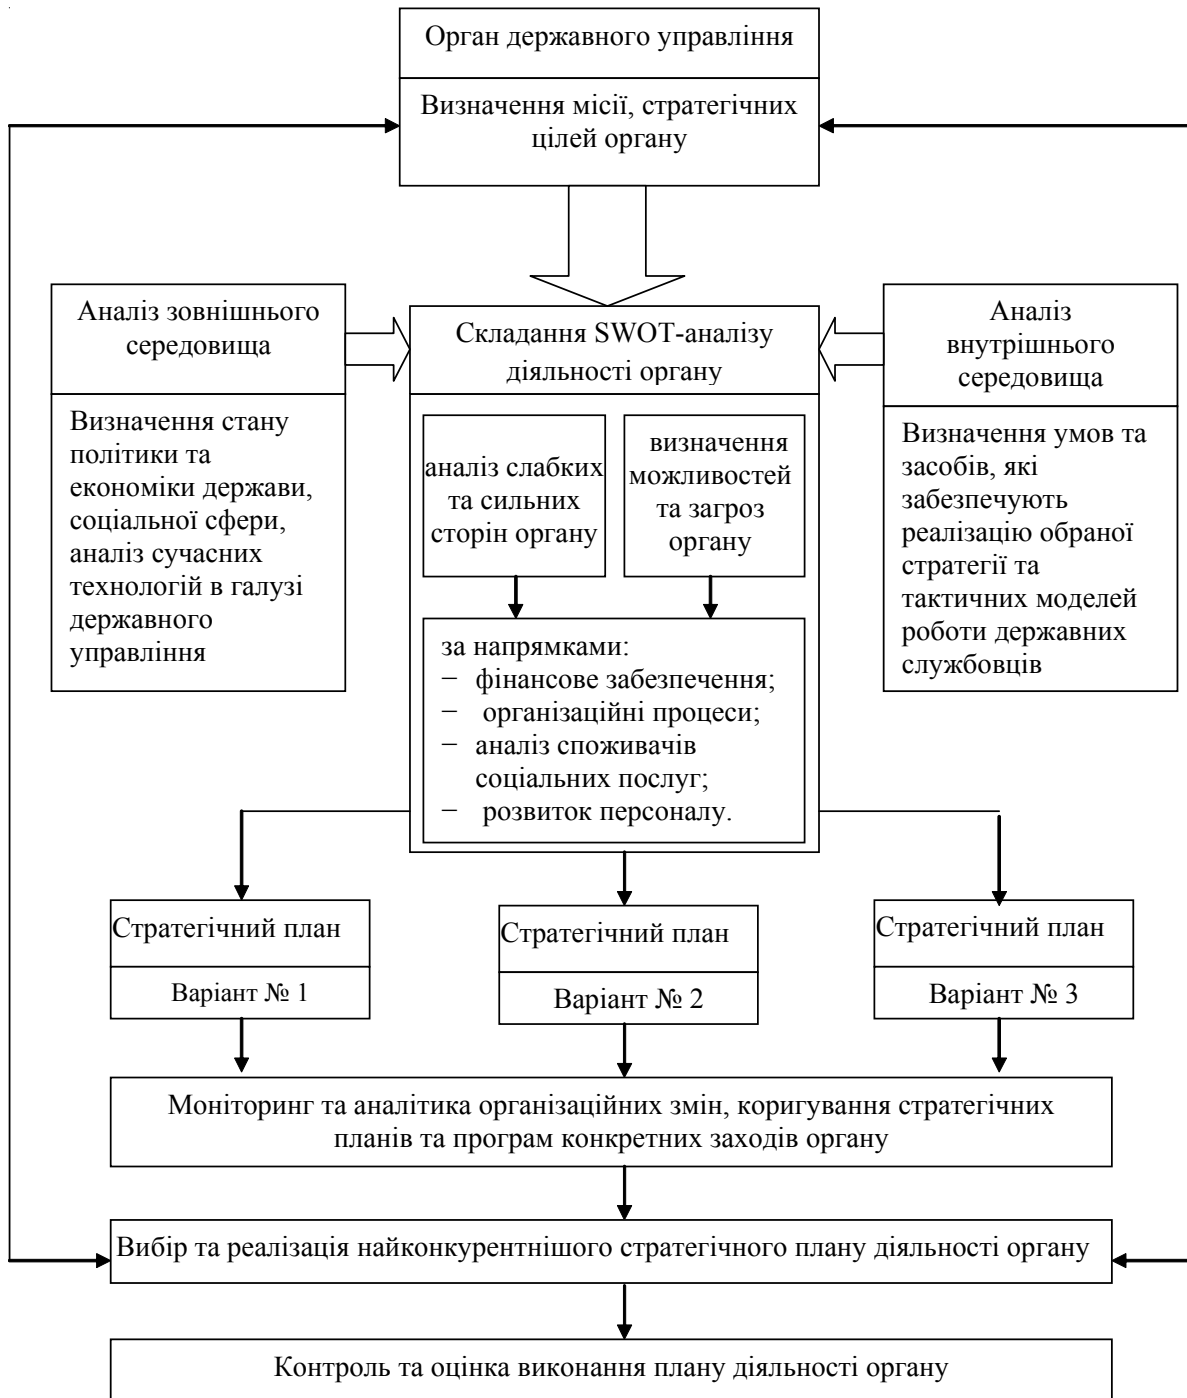 Орган державного управління
Визначення місії, стратегічних
цілей органу
Аналіз зовнішнього
середовища
Визначення стану
політики та
економіки держави,
соціальної сфери,
аналіз сучасних
технологій в галузі
державного
управління
Складання SWOT-аналізу
діяльності органу
аналіз слабких
та сильних
сторін органу
визначення
можливостей
та загроз
органу
за напрямками:
− фінансове забезпечення;
− організаційні процеси;
− аналіз споживачів
соціальних послуг;
− розвиток персоналу.
Аналіз
внутрішнього
середовища
Визначення умов та
засобів, які
забезпечують
реалізацію обраної
стратегії та
тактичних моделей
роботи державних
службовців
Стратегічний план
Варіант № 1
Стратегічний план
Варіант № 2
Стратегічний план
Варіант № 3
Моніторинг та аналітика організаційних змін, коригування стратегічних
планів та програм конкретних заходів органу
Вибір та реалізація найконкурентнішого стратегічного плану діяльності органу
Контроль та оцінка виконання плану діяльності органу